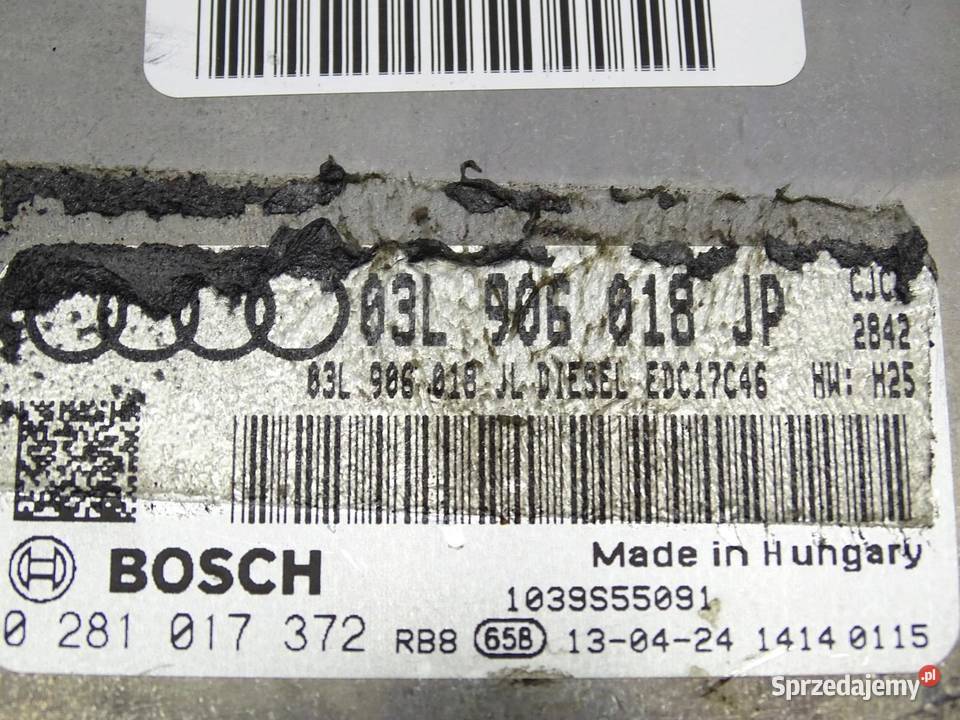 03L 906 018 JP
2842
03L 906 018 JL DIESEL EDC17C46 HW: H25
BOSCH
Made in Hungary
1039S55091
0 281 017 372 RB8 65B 13-04-24 1414 0115
Sprzedajemy.pl